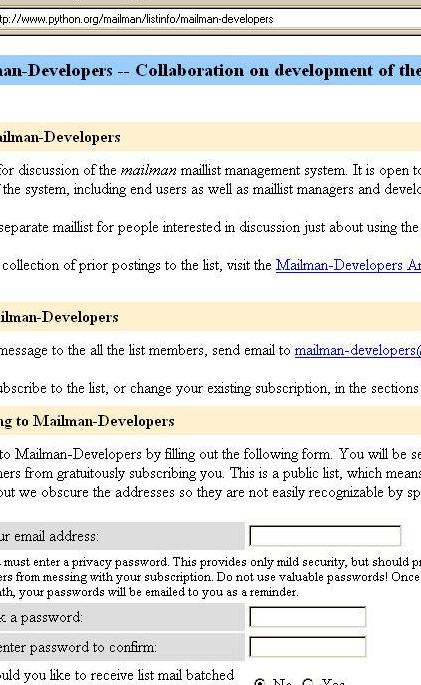 tp://www.python.org/mailman/listinfo/mailman-developers
an-Developers -- Collaboration on development of the
ailman-Developers
for discussion of the mailman maillist management system. It is open to
the system, including end users as well as maillist managers and develo
separate maillist for people interested in discussion just about using the
collection of prior postings to the list, visit the Mailman-Developers Ar
ilman-Developers
message to the all the list members, send email to mailman-developers@
ubscribe to the list, or change your existing subscription, in the sections
ng to Mailman-Developers
to Mailman-Developers by filling out the following form. You will be se
hers from gratuitously subscribing you. This is a public list, which means
out we obscure the addresses so they are not easily recognizable by sp
ur email address:
must enter a privacy password. This provides only mild security, but should pr
ers from messing with your subscription. Do not use valuable passwords! Once
nth, your passwords will be emailed to you as a reminder.
k a password:
enter password to confirm:
ould you like to receive list mail batched
No Yes